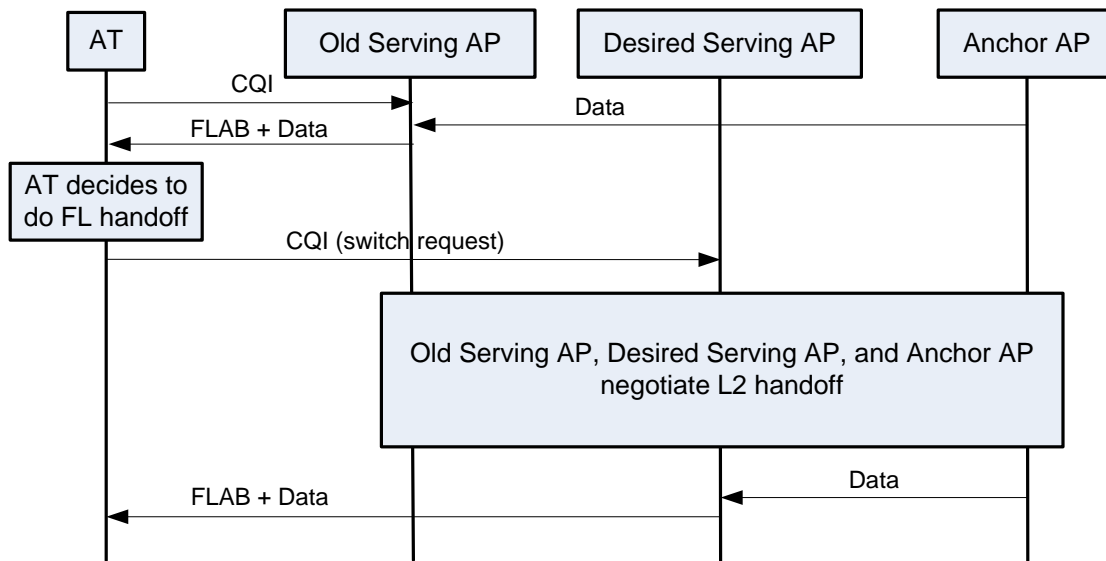 AT
Old Serving AP
Desired Serving AP
Anchor AP
CQI
Data
FLAB + Data
AT decides to
do FL handoff
CQI (switch request)
Old Serving AP, Desired Serving AP, and Anchor AP
negotiate L2 handoff
Data
FLAB + Data